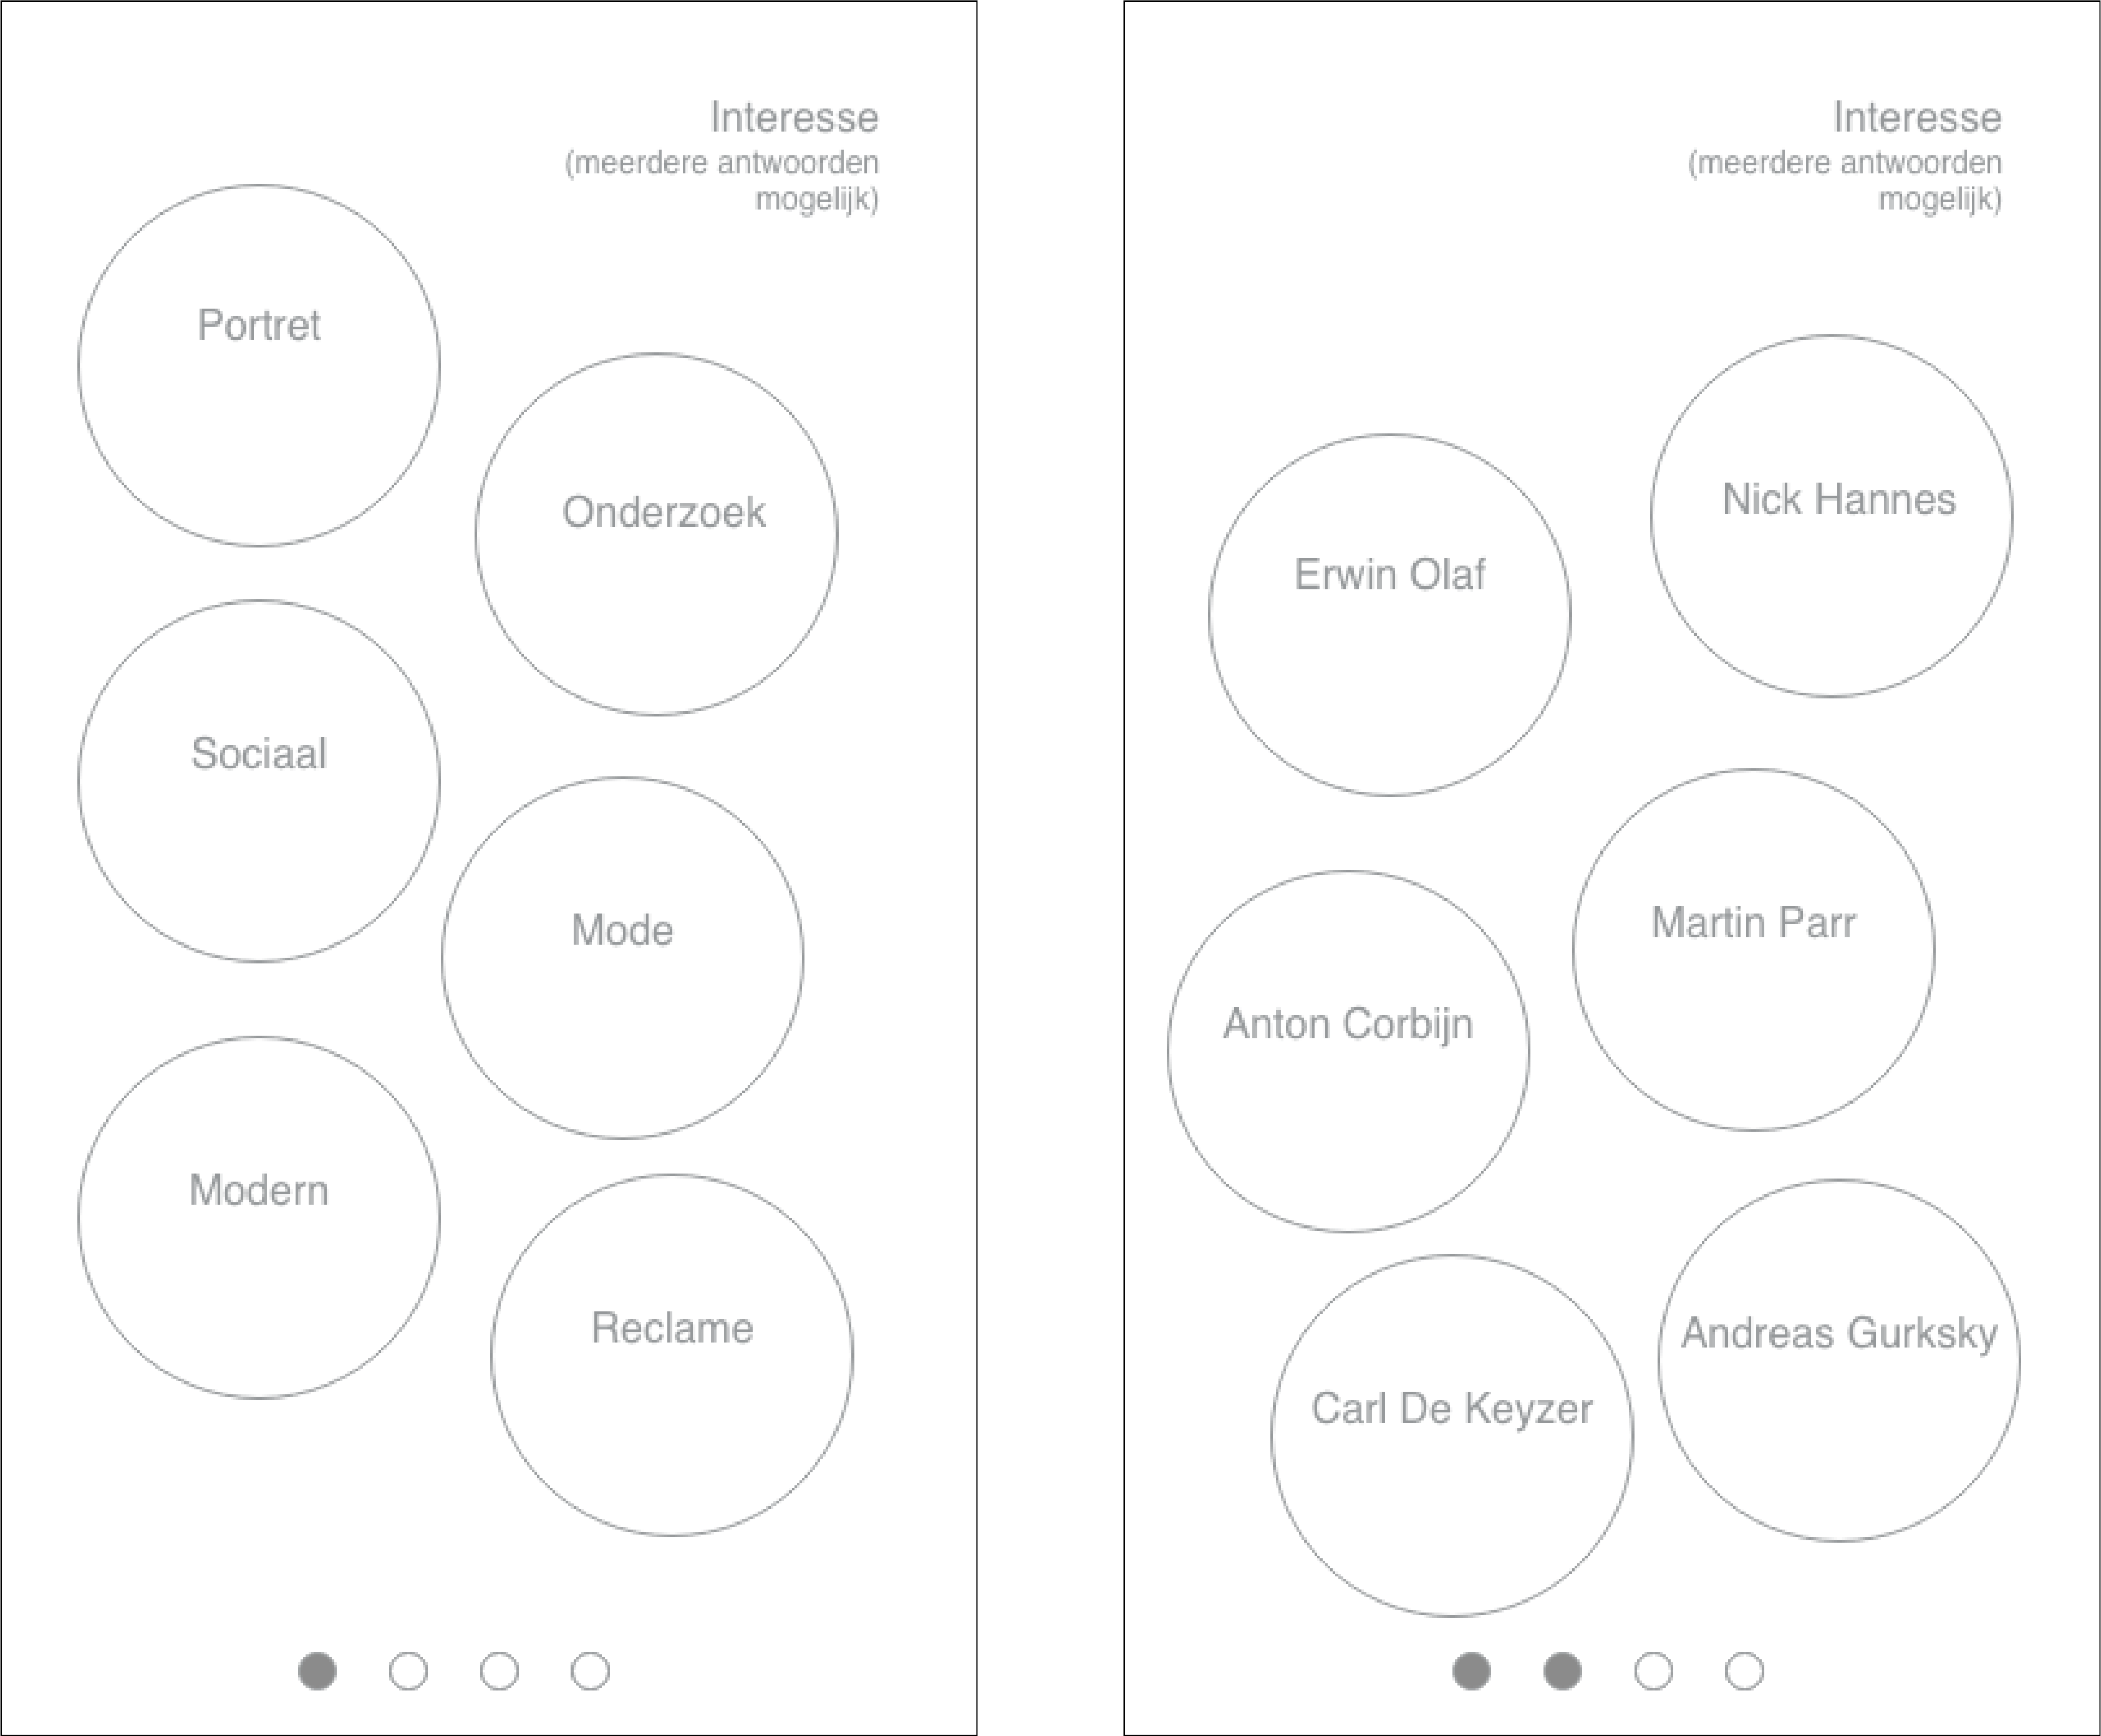 Interesse
(meerdere antwoorden
mogelijk)
Portret
Onderzoek
Sociaal
Mode
Modern
Reclame
Interesse
(meerdere antwoorden
mogelijk)
Nick Hannes
Erwin Olaf
Martin Parr
Anton Corbijn
Andreas Gurksky
Carl De Keyzer